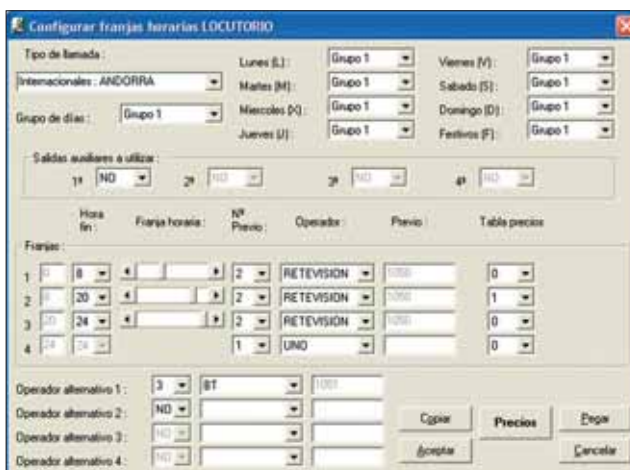 Configurar franjas horarias LOCUTORIO
Tipo de llamada :
Internacionales : ANDORRA
Grupo de días : Grupo 1
Lunes (L) : Grupo 1
Martes (M) : Grupo 1
Miercoles (X) : Grupo 1
Jueves (J) : Grupo 1
Viernes (V) : Grupo 1
Sabado (S) : Grupo 1
Domingo (D) : Grupo 1
Festivos (F) : Grupo 1
Salidas auxiliares a utilizar :
1ª NO 2ª NO 3ª NO 4ª NO
Hora fin : Franja horaria : Nº Previo : Operador : Previo : Tabla precios
Franjas :
1 0 8 2 RETEVISION 1050 0
2 8 20 2 RETEVISION 1050 1
3 20 24 2 RETEVISION 1050 0
4 24 24 1 UNO 0
Operador alternativo 1 : 3 BT 1051
Operador alternativo 2 : NO
Operador alternativo 3 : NO
Operador alternativo 4 : NO
Copiar Precios Pegar
Aceptar Cancelar